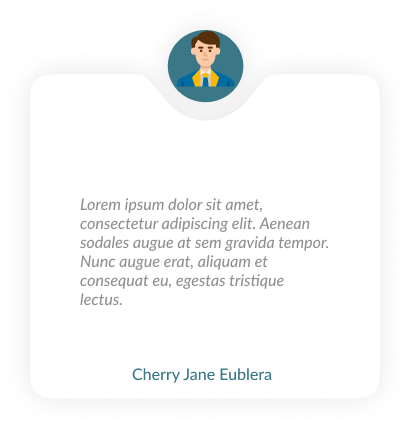 Lorem ipsum dolor sit amet,
consectetur adipiscing elit. Aenean
sodales augue at sem gravida tempor.
Nunc augue erat, aliquam et
consequat eu, egestas tristique
lectus.
Cherry Jane Eublera